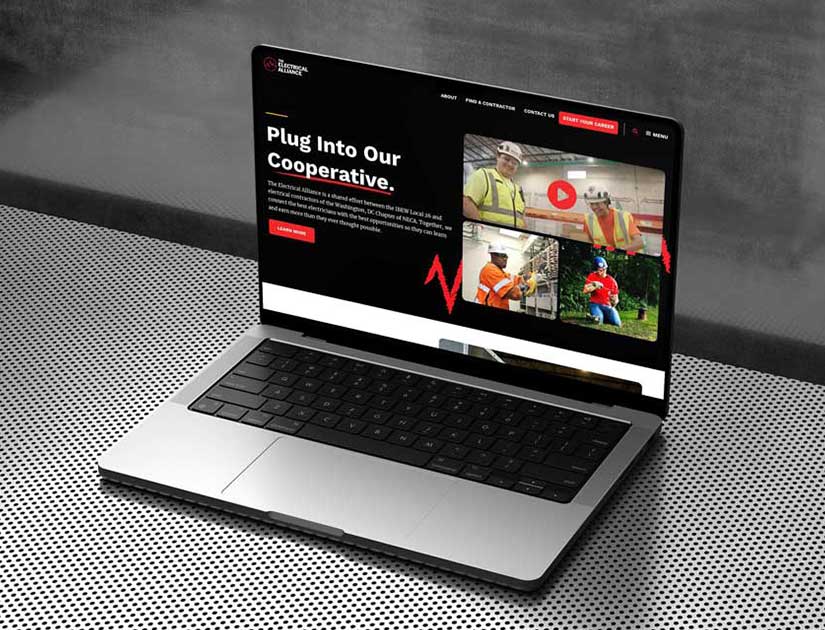 THE
ELECTRICAL
ALLIANCE
ABOUT
FIND A CONTRACTOR
CONTACT US
START YOUR CAREER
MENU
Plug Into Our
Cooperative.
The Electrical Alliance is a shared effort between the IBEW Local 26 and
electrical contractors of the Washington, DC Chapter of NECA. Together, we
connect the best electricians with the best opportunities so they can learn
and earn more than they ever thought possible.
LEARN MORE